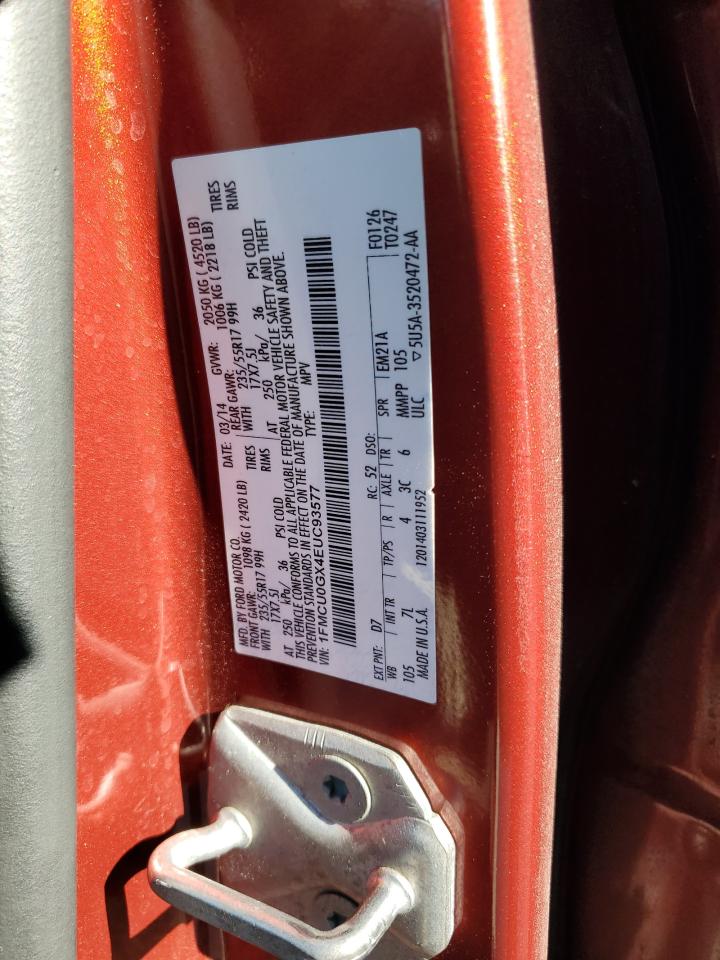 MFD. BY FORD MOTOR CO. DATE: 03/14 GVWR: 2050 KG ( 4520 LB)
FRONT GAWR: 1098 KG ( 2420 LB) REAR GAWR: 1006 KG ( 2218 LB)
WITH 235/55R17 99H TIRES WITH 235/55R17 99H TIRES
17X7.5J RIMS 17X7.5J RIMS
AT 250 kPa/ 36 PSI COLD AT 250 kPa/ 36 PSI COLD
THIS VEHICLE CONFORMS TO ALL APPLICABLE FEDERAL MOTOR VEHICLE SAFETY AND THEFT
PREVENTION STANDARDS IN EFFECT ON THE DATE OF MANUFACTURE SHOWN ABOVE.
VIN: 1FMCU0GX4EUC93577 TYPE: MPV
EXT PNT: D7 RC: 52 DSO: F0126
WB INT TR TP/PS R AXLE TR SPR EM21A T0247
105 7L 4 3C 6 MMPP 105
MADE IN U.S.A. 1201403111952 ULC ▽5U5A-3520472-AA